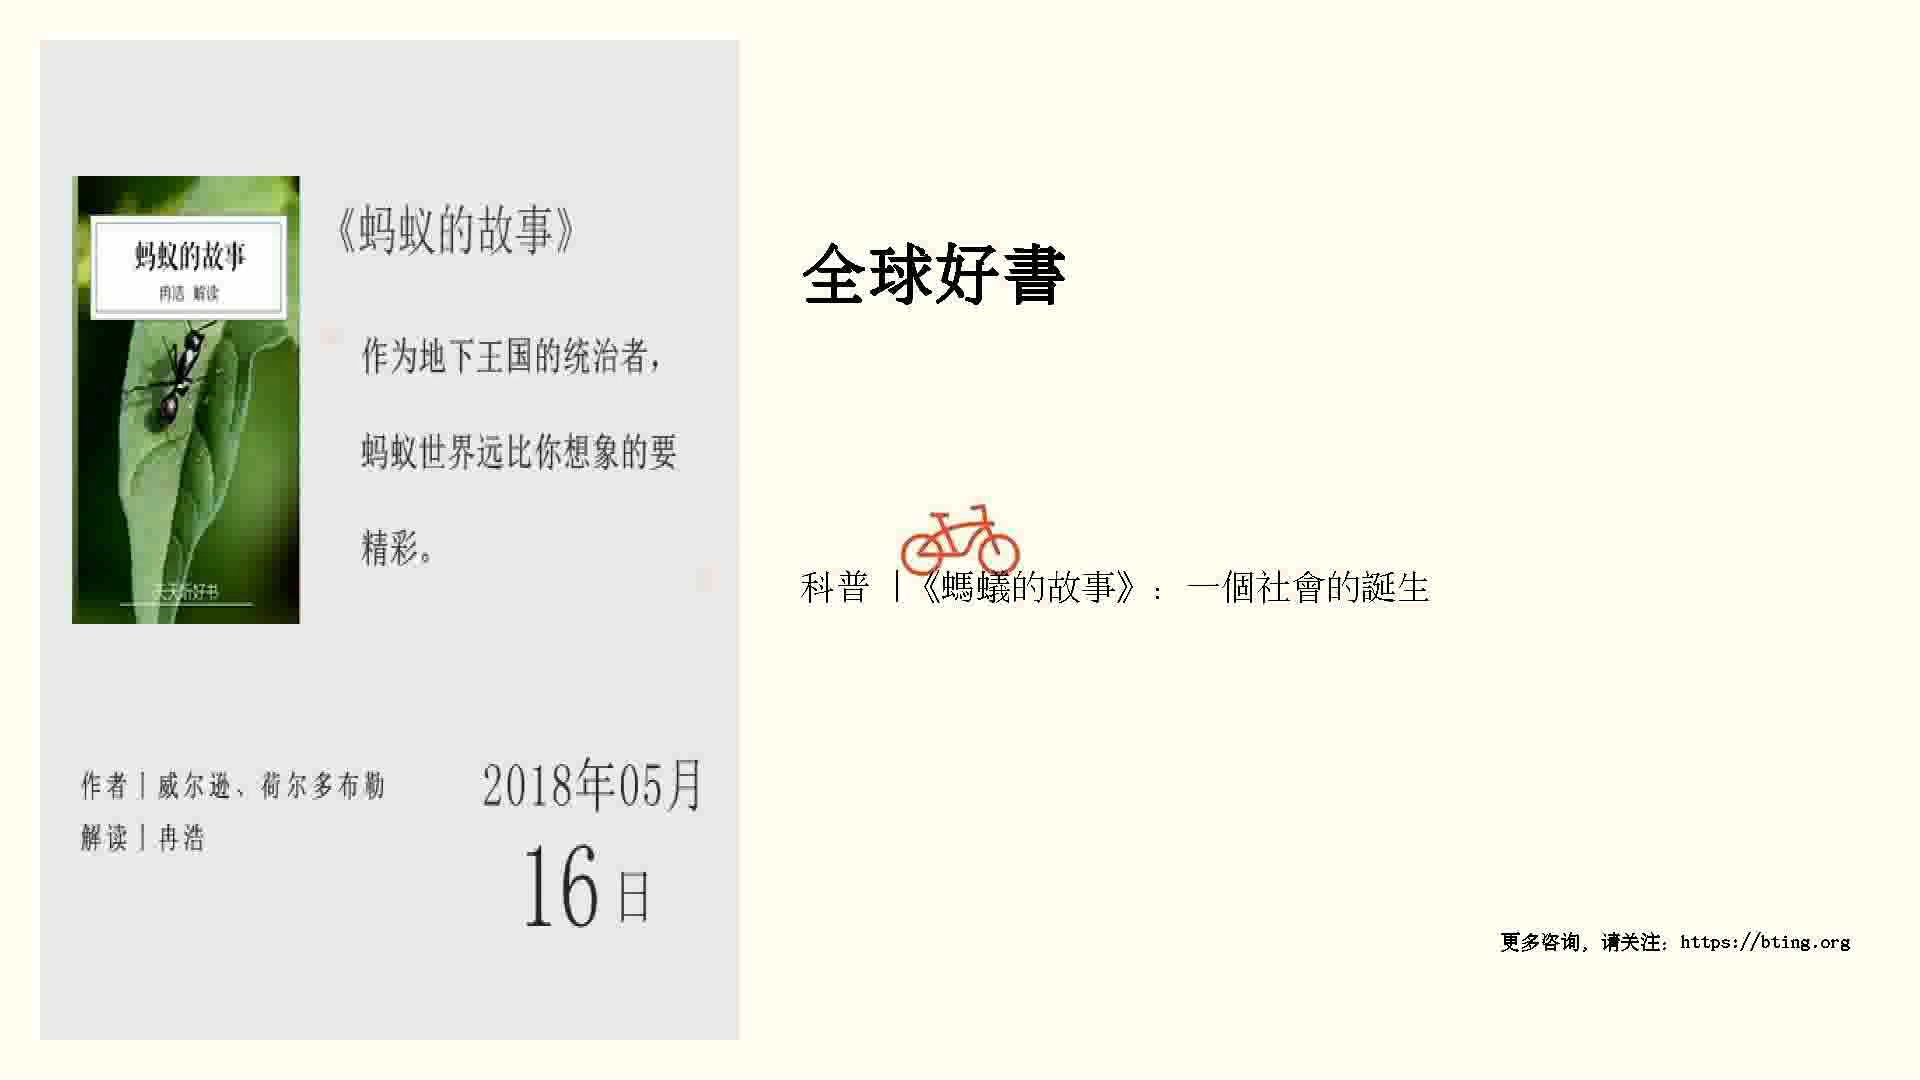 蚂蚁的故事
冉浩 解读
天天听好书
《蚂蚁的故事》
作为地下王国的统治者，
蚂蚁世界远比你想象的要
精彩。
作者丨威尔逊、荷尔多布勒
解读丨冉浩
2018年05月
16日
全球好書
科普 丨《螞蟻的故事》：一個社會的誕生
更多咨询，请关注：https://bting.org